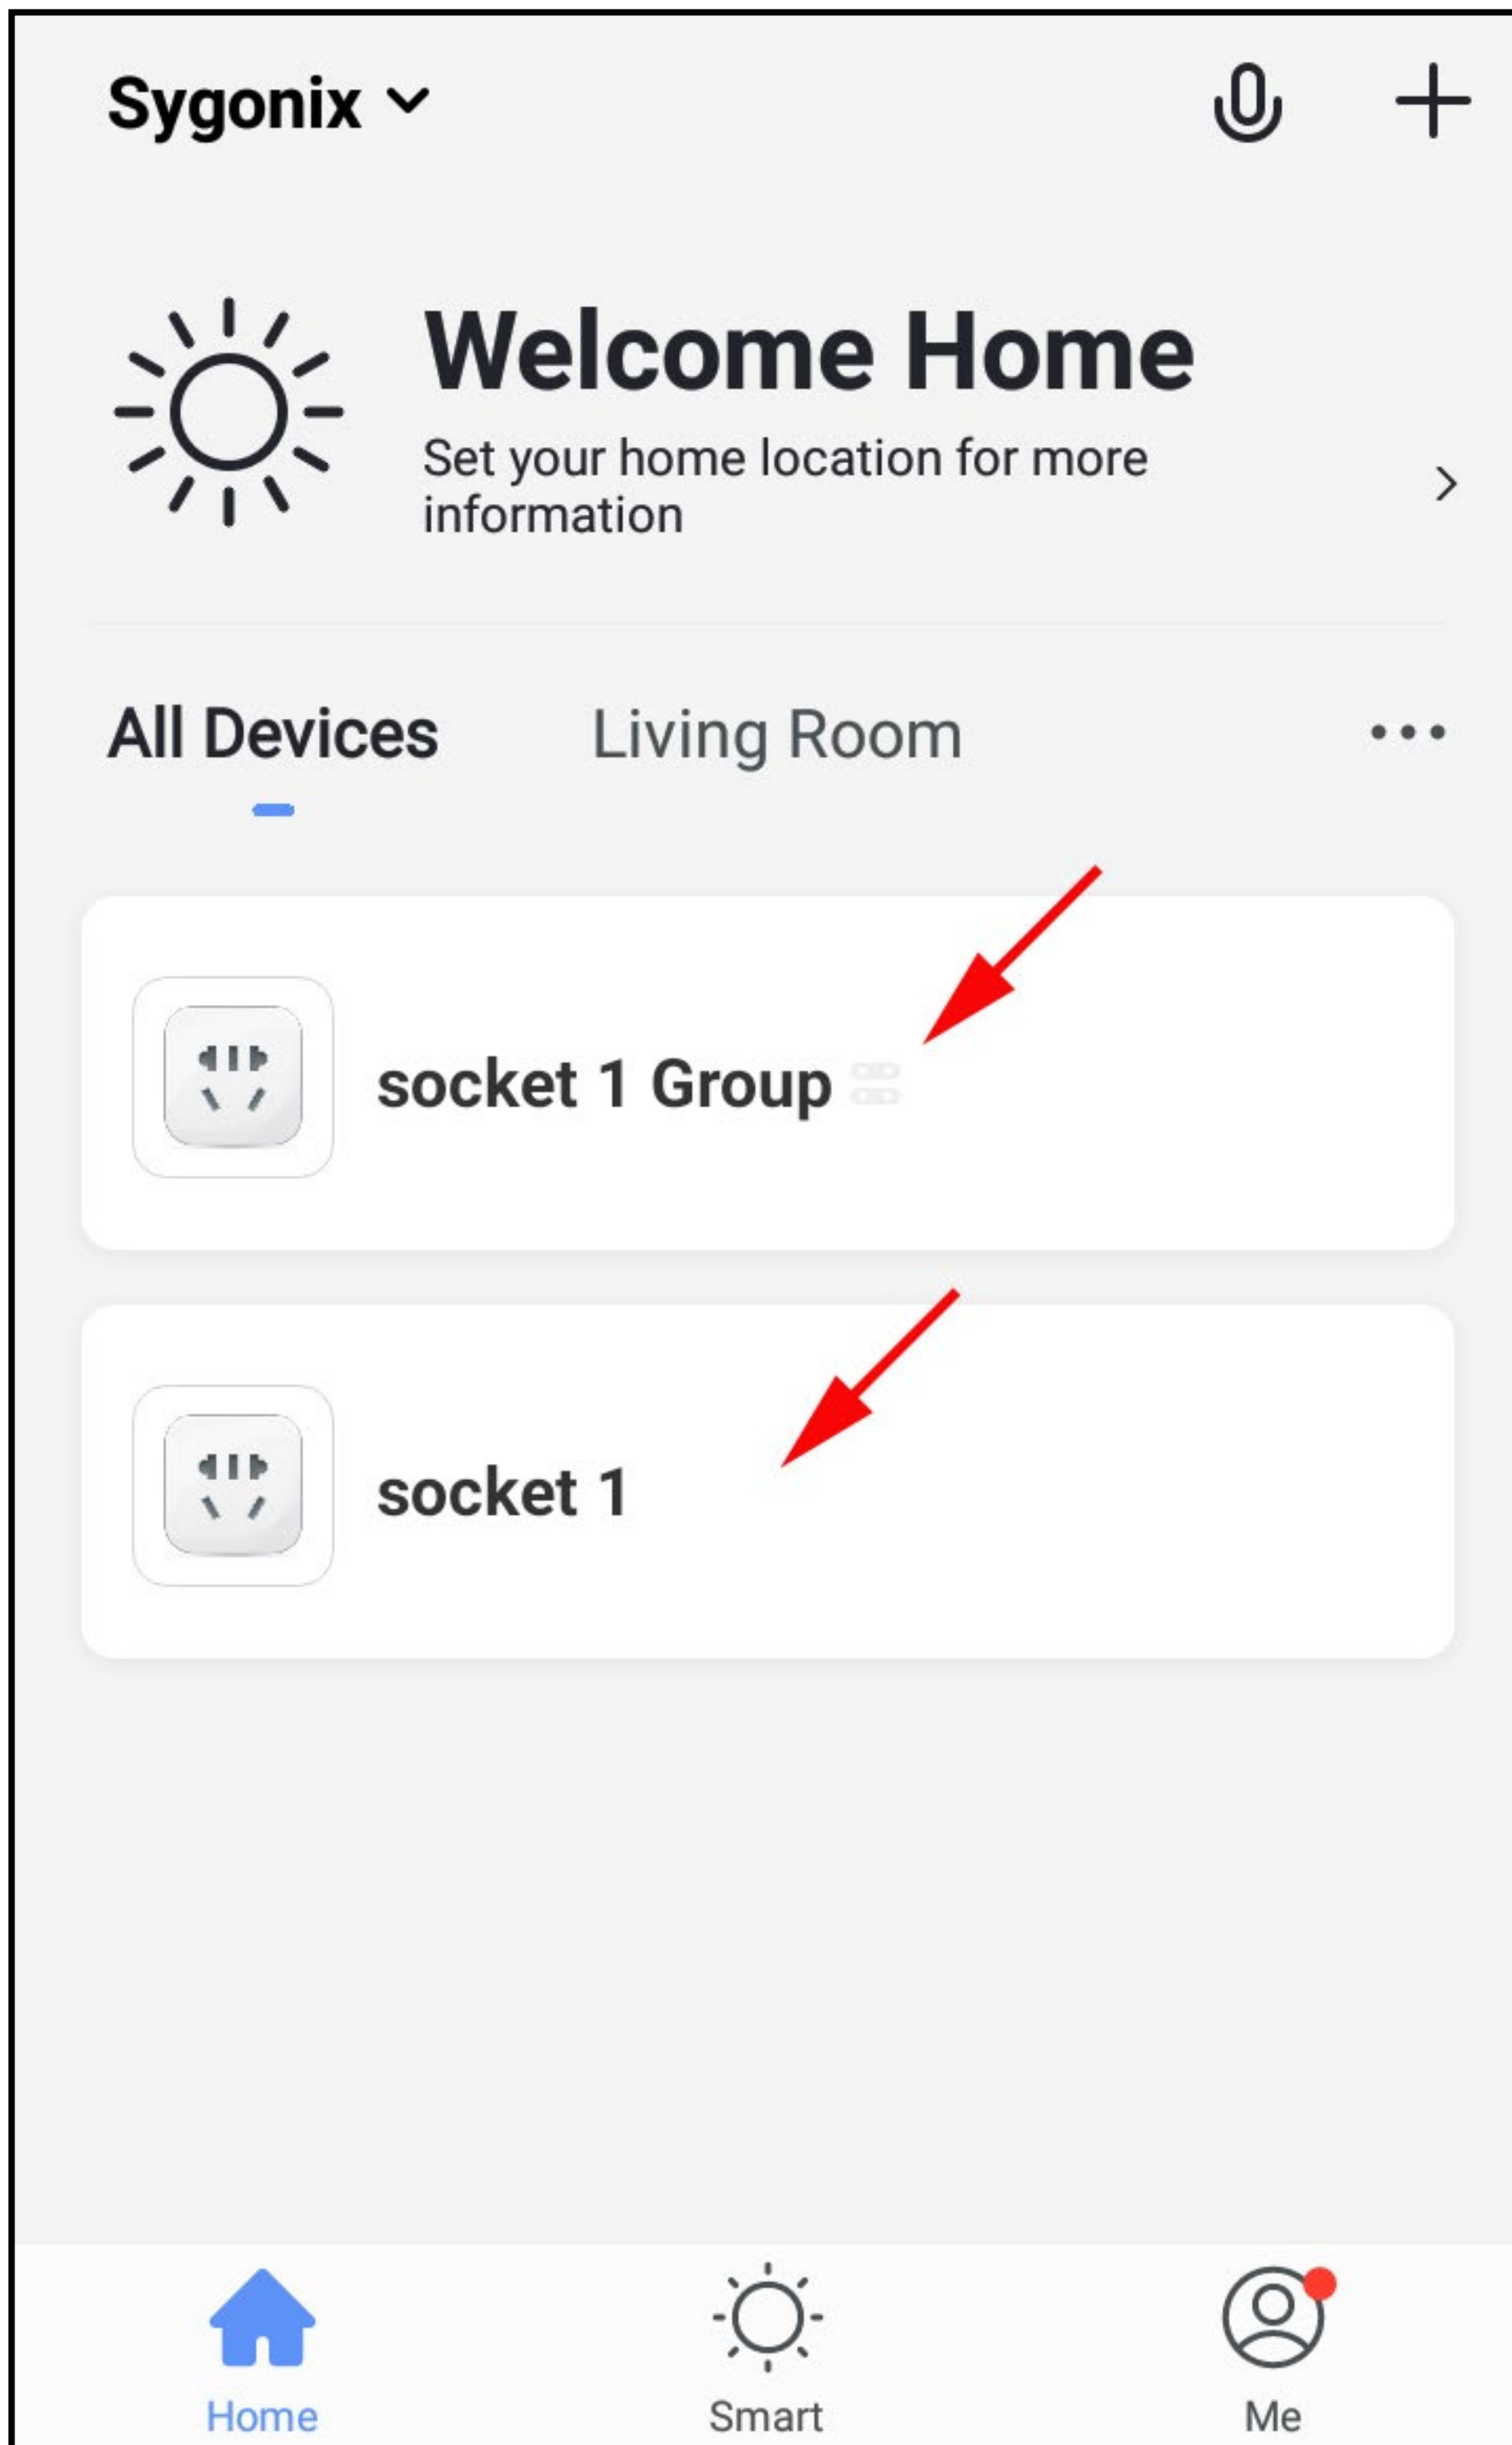 Sygonix
Welcome Home
Set your home location for more
information
All Devices
Living Room
socket 1 Group
socket 1
Home
Smart
Me